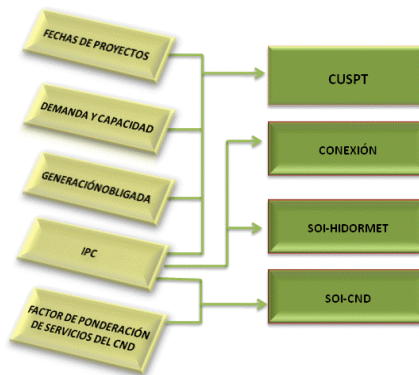 FECHAS DE PROYECTOS
DEMANDA Y CAPACIDAD
GENERACIÓNOBLIGADA
IPC
FACTOR DE PONDERACIÓN
DE SERVICIOS DEL CND
CUSPT
CONEXIÓN
SOI-HIDORMET
SOI-CND